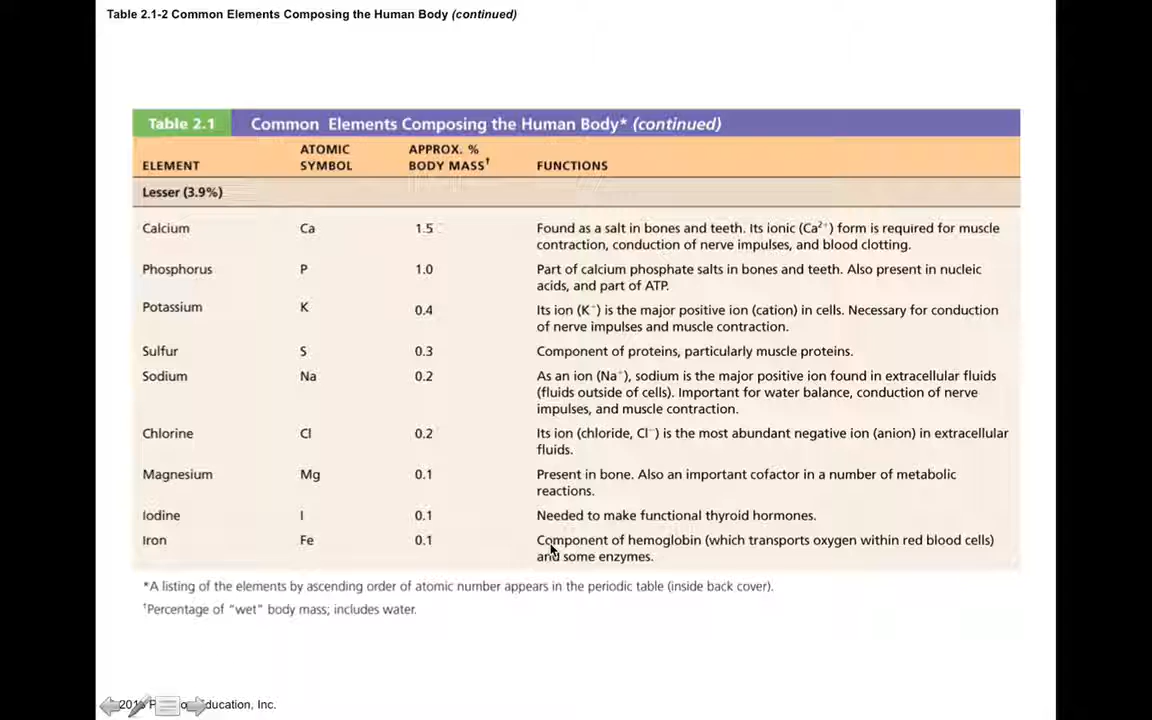 Table 2.1-2 Common Elements Composing the Human Body (continued)
Table 2.1 Common Elements Composing the Human Body* (continued)
ELEMENT ATOMIC SYMBOL APPROX. % BODY MASS† FUNCTIONS
Lesser (3.9%)
Calcium Ca 1.5 Found as a salt in bones and teeth. Its ionic (Ca²⁺) form is required for muscle
contraction, conduction of nerve impulses, and blood clotting.
Phosphorus P 1.0 Part of calcium phosphate salts in bones and teeth. Also present in nucleic
acids, and part of ATP.
Potassium K 0.4 Its ion (K⁺) is the major positive ion (cation) in cells. Necessary for conduction
of nerve impulses and muscle contraction.
Sulfur S 0.3 Component of proteins, particularly muscle proteins.
Sodium Na 0.2 As an ion (Na⁺), sodium is the major positive ion found in extracellular fluids
(fluids outside of cells). Important for water balance, conduction of nerve
impulses, and muscle contraction.
Chlorine Cl 0.2 Its ion (chloride, Cl⁻) is the most abundant negative ion (anion) in extracellular
fluids.
Magnesium Mg 0.1 Present in bone. Also an important cofactor in a number of metabolic
reactions.
Iodine I 0.1 Needed to make functional thyroid hormones.
Iron Fe 0.1 Component of hemoglobin (which transports oxygen within red blood cells)
and some enzymes.
*A listing of the elements by ascending order of atomic number appears in the periodic table (inside back cover).
†Percentage of “wet” body mass; includes water.
Inc.